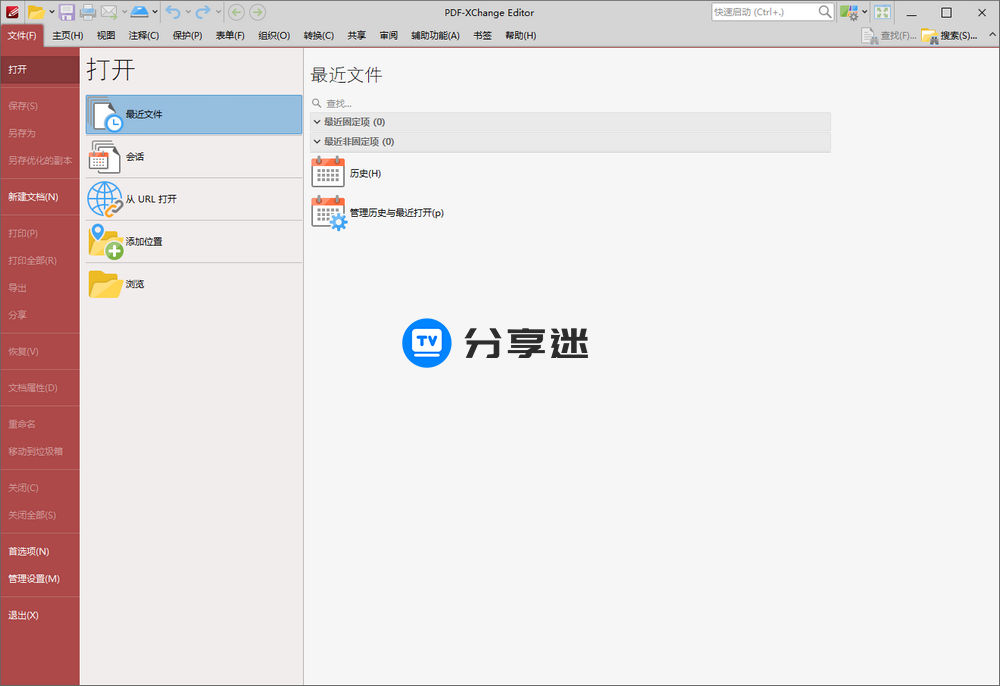 PDF-XChange Editor
快速启动 (Ctrl+.)
文件(F) 主页(H) 视图 注释(C) 保护(P) 表单(F) 组织(O) 转换(C) 共享 审阅 辅助功能(A) 书签 帮助(H)
查找(F)... 搜索(S)...
打开
保存(S)
另存为
另存优化的副本
新建文档(N)
打印(P)
打印全部(R)
导出
分享
恢复(V)
文档属性(D)
重命名
移动到垃圾箱
关闭(C)
关闭全部(S)
首选项(N)
管理设置(M)
退出(X)
打开
最近文件
会话
从 URL 打开
添加位置
浏览
最近文件
查找...
最近固定项 (0)
最近非固定项 (0)
历史(H)
管理历史与最近打开(p)
TV 分享迷